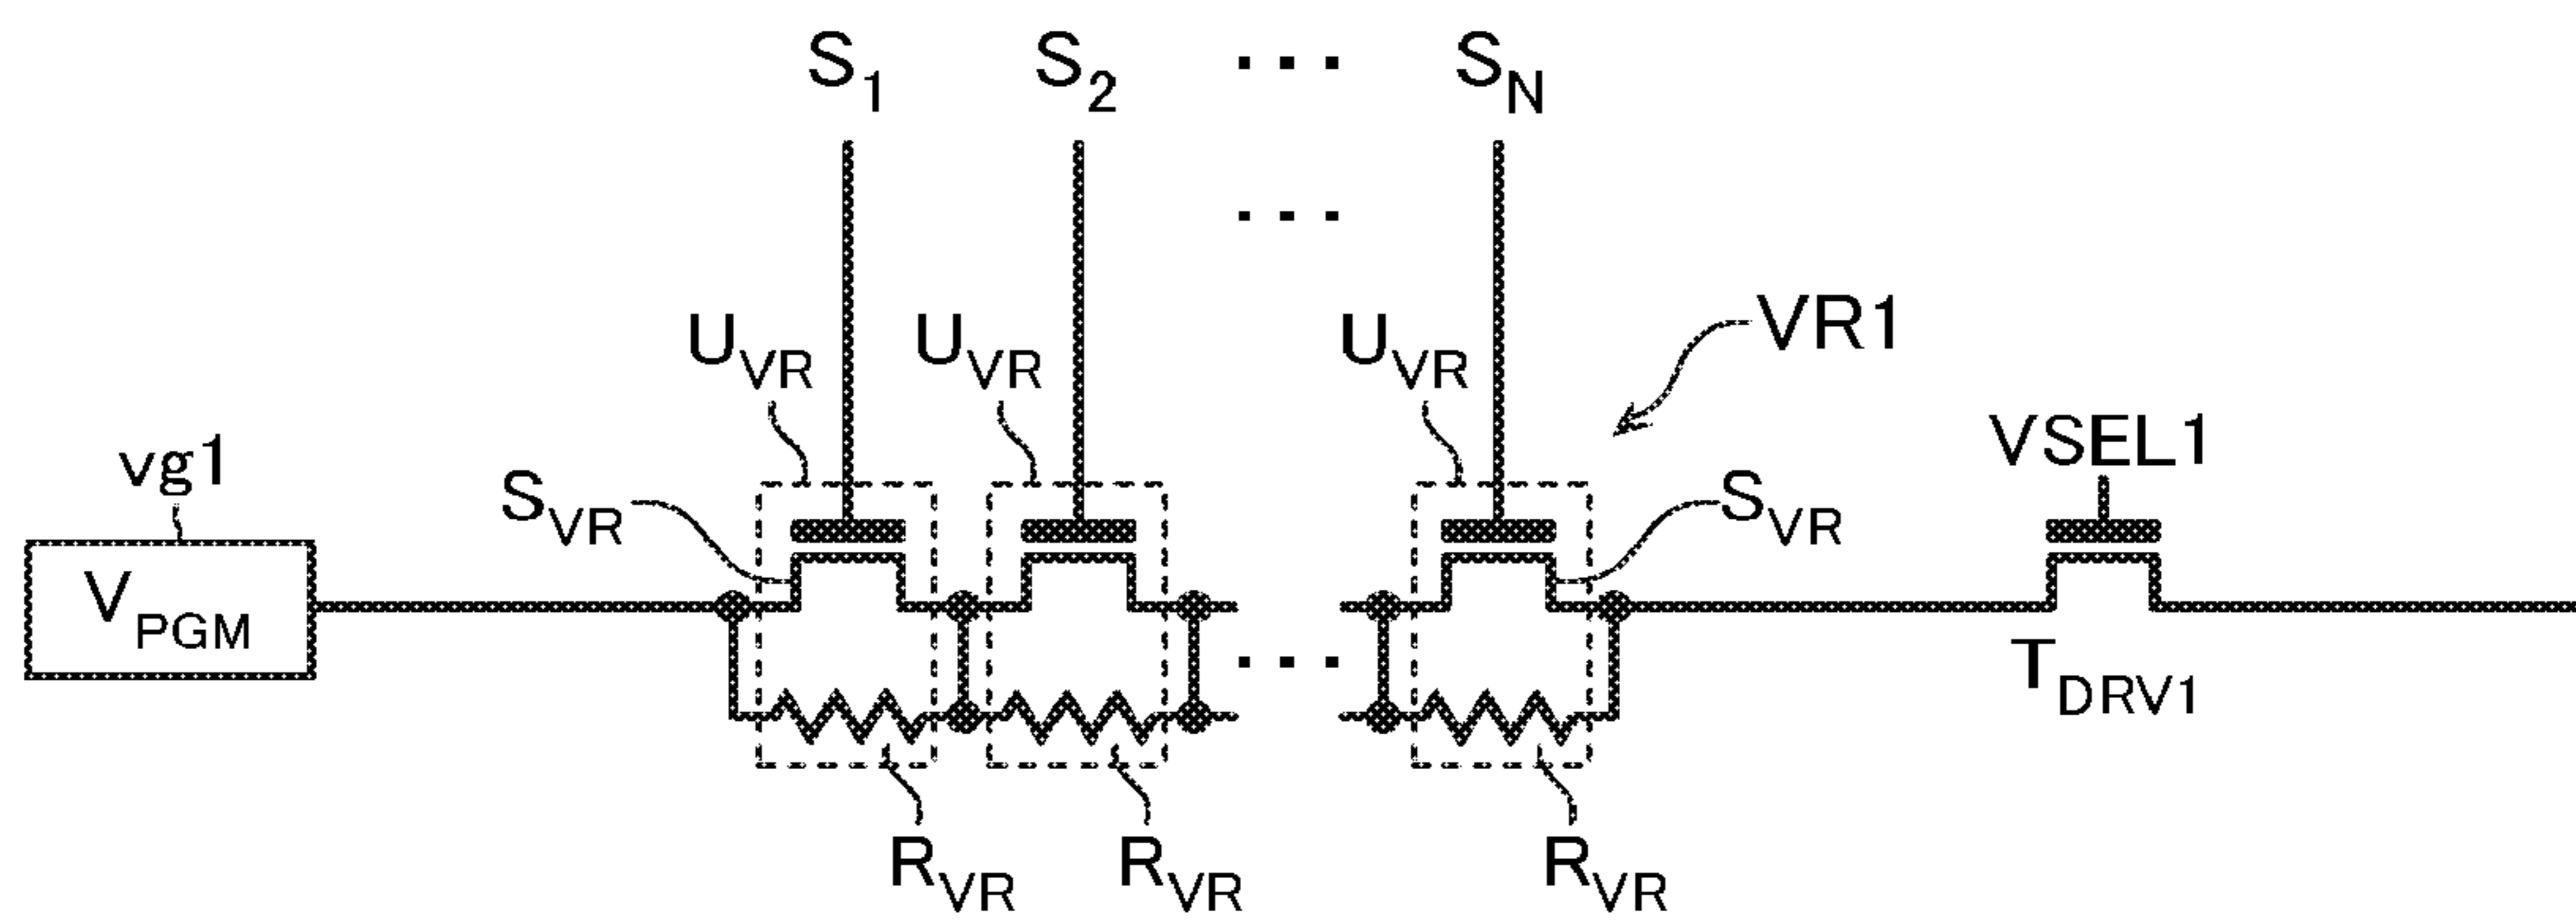 S1 S2 ... SN
...
UVR UVR UVR VR1
vg1 SVR SVR VSEL1
VPGM
...
TDRV1
RVR RVR RVR